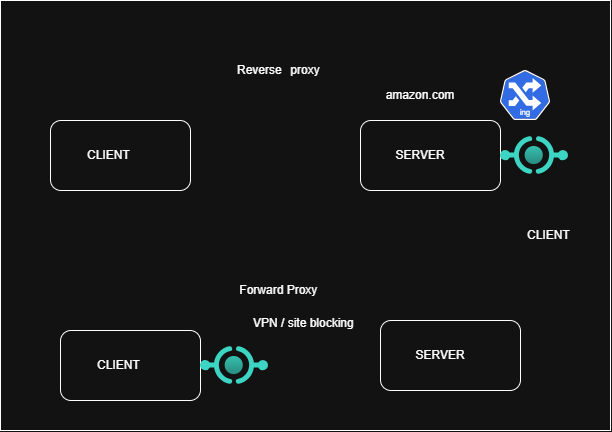 Reverse proxy
amazon.com
ing
CLIENT
SERVER
CLIENT
Forward Proxy
VPN / site blocking
CLIENT
SERVER